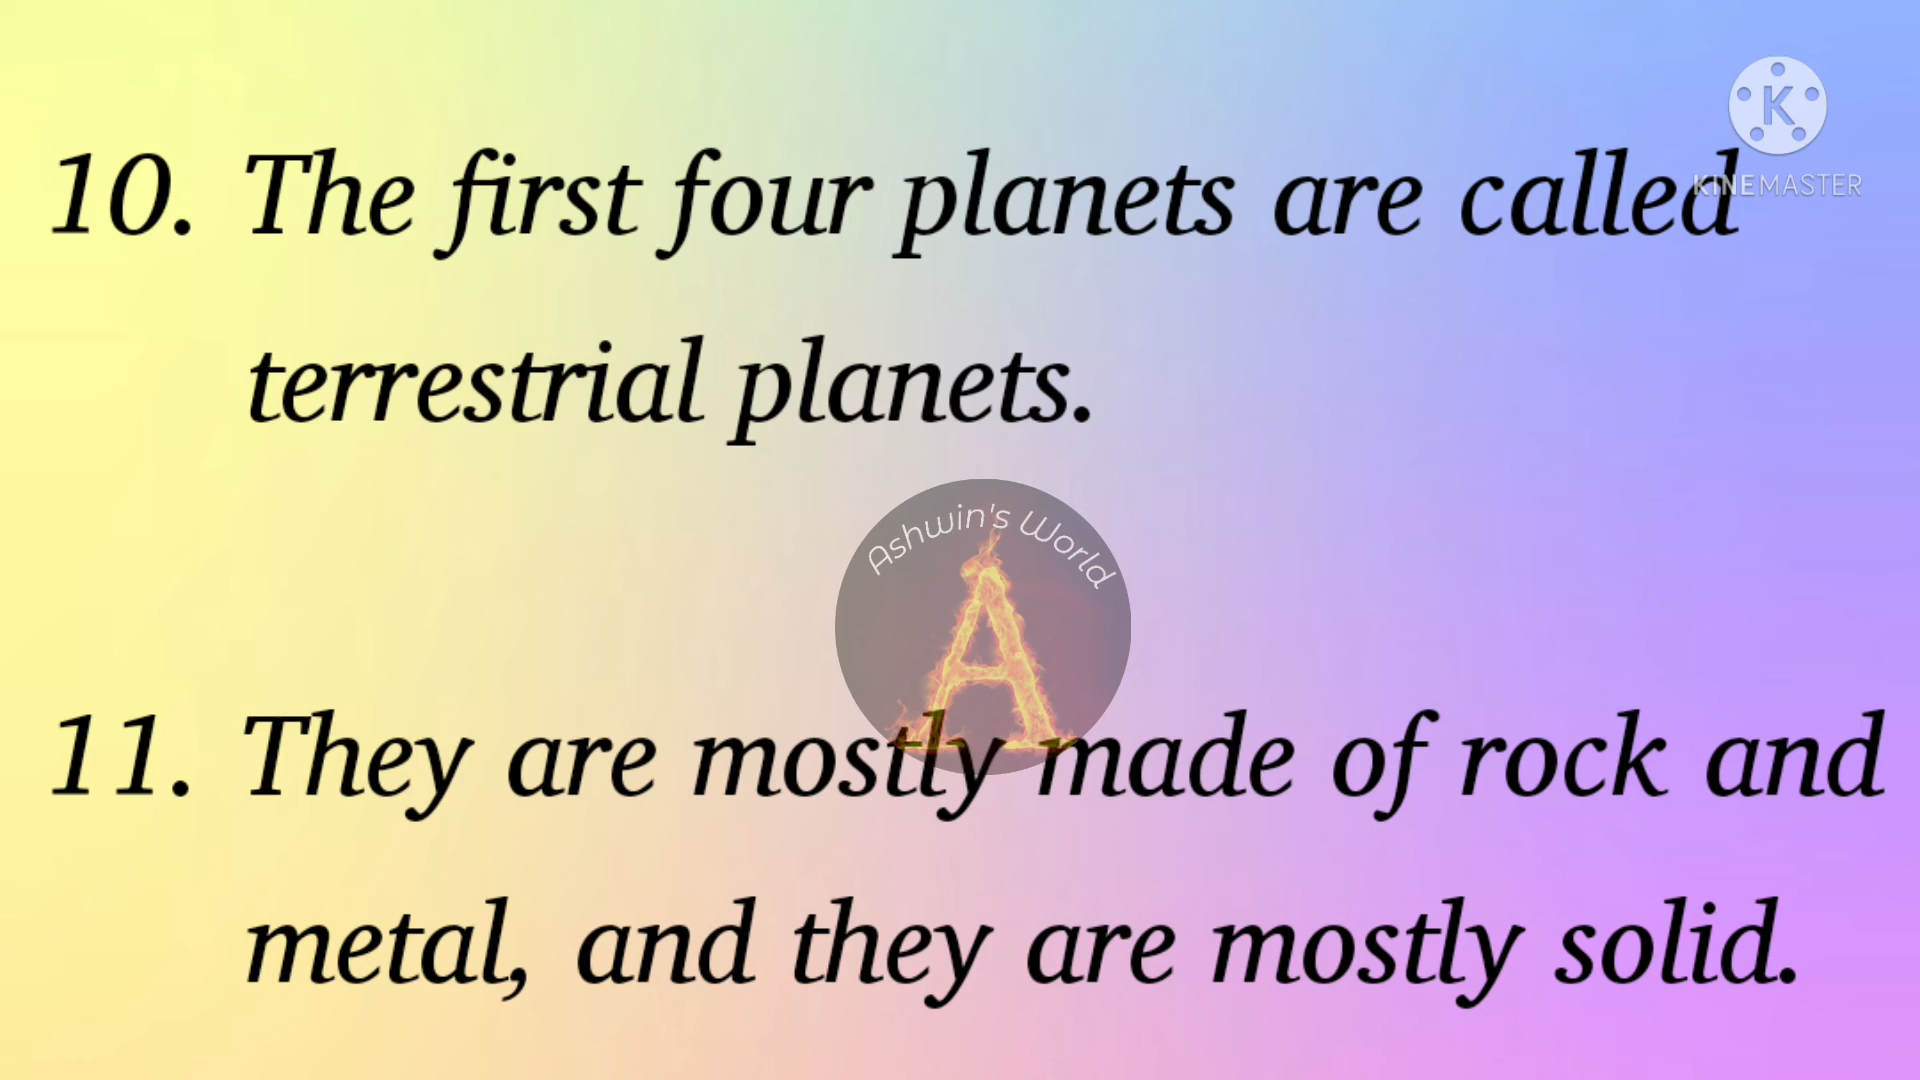 KINEMASTER
10. The first four planets are called
terrestrial planets.
Ashwin's World
A
11. They are mostly made of rock and
metal, and they are mostly solid.